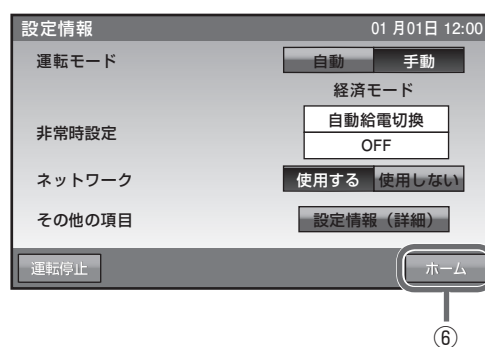 設定情報 01月01日 12:00
運転モード 自動 手動
経済モード
非常時設定 自動給電切換
OFF
ネットワーク 使用する 使用しない
その他の項目 設定情報（詳細）
運転停止 ホーム
⑥